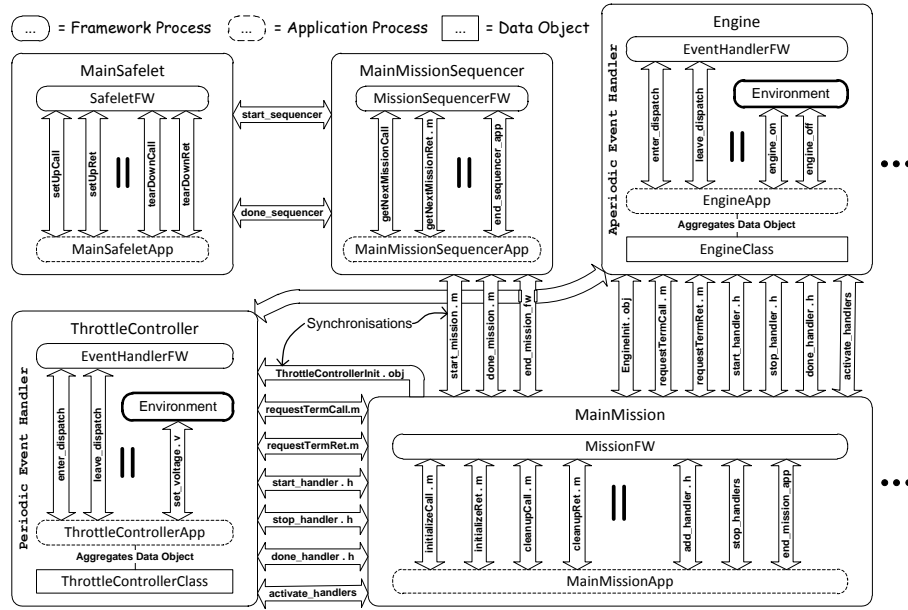 ... = Framework Process ... = Application Process ... = Data Object
MainSafelet
SafeletFW
setUpCall
setUpRet
tearDownCall
tearDownRet
MainSafeletApp
start_sequencer
done_sequencer
MainMissionSequencer
MissionSequencerFW
getNextMissionCall
getNextMissionRet . m
end_sequencer_app
MainMissionSequencerApp
Aperiodic Event Handler
Engine
EventHandlerFW
enter_dispatch
leave_dispatch
Environment
engine_on
engine_off
EngineApp
Aggregates Data Object
EngineClass
...
start_mission . m
done_mission . m
end_mission_fw
EngineInit . obj
requestTermCall . m
requestTermRet . m
start_handler . h
stop_handler . h
done_handler . h
activate_handlers
Synchronisations
Periodic Event Handler
ThrottleController
EventHandlerFW
enter_dispatch
leave_dispatch
Environment
set_voltage . v
ThrottleControllerApp
Aggregates Data Object
ThrottleControllerClass
ThrottleControllerInit . obj
requestTermCall.m
requestTermRet.m
start_handler . h
stop_handler . h
done_handler . h
activate_handlers
MainMission
MissionFW
initializeCall . m
initializeRet . m
cleanupCall . m
cleanupRet . m
add_handler . h
stop_handlers
end_mission_app
MainMissionApp
...